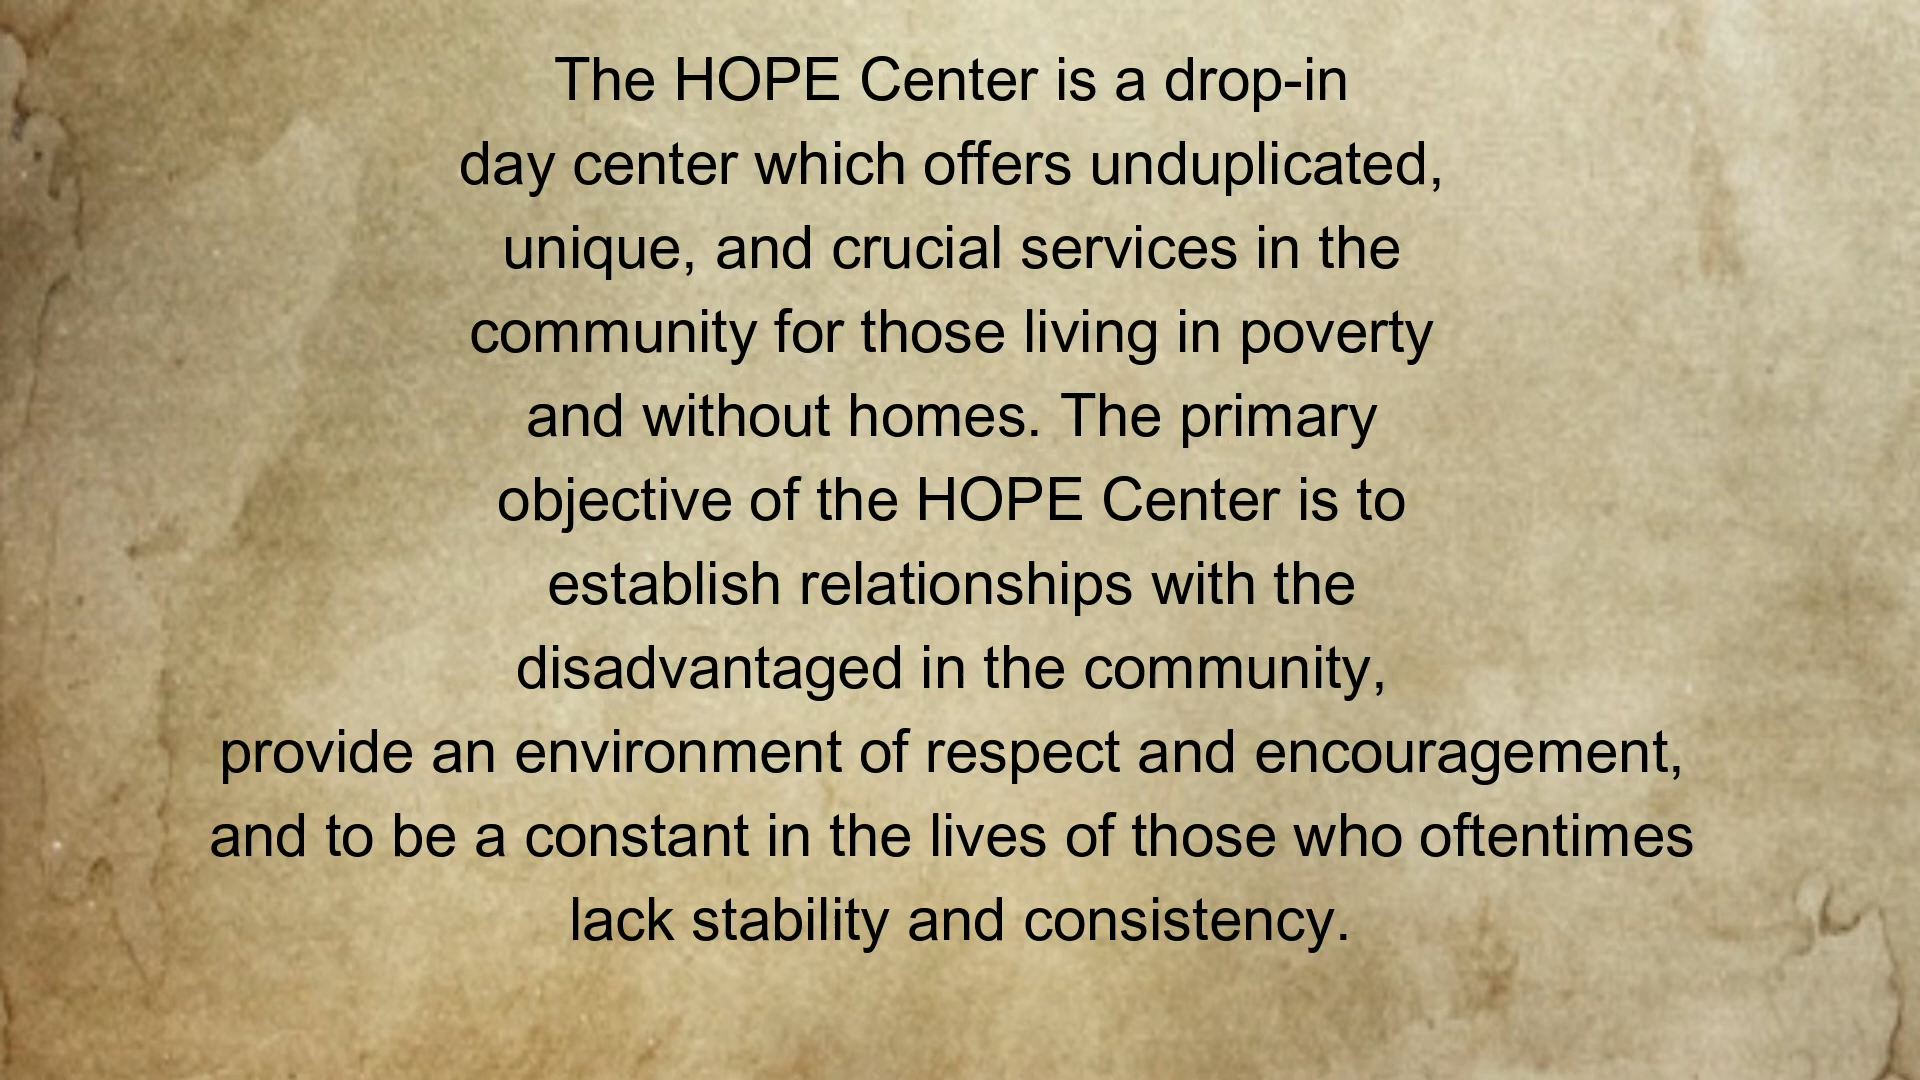 The HOPE Center is a drop-in
day center which offers unduplicated,
unique, and crucial services in the
community for those living in poverty
and without homes. The primary
objective of the HOPE Center is to
establish relationships with the
disadvantaged in the community,
provide an environment of respect and encouragement,
and to be a constant in the lives of those who oftentimes
lack stability and consistency.